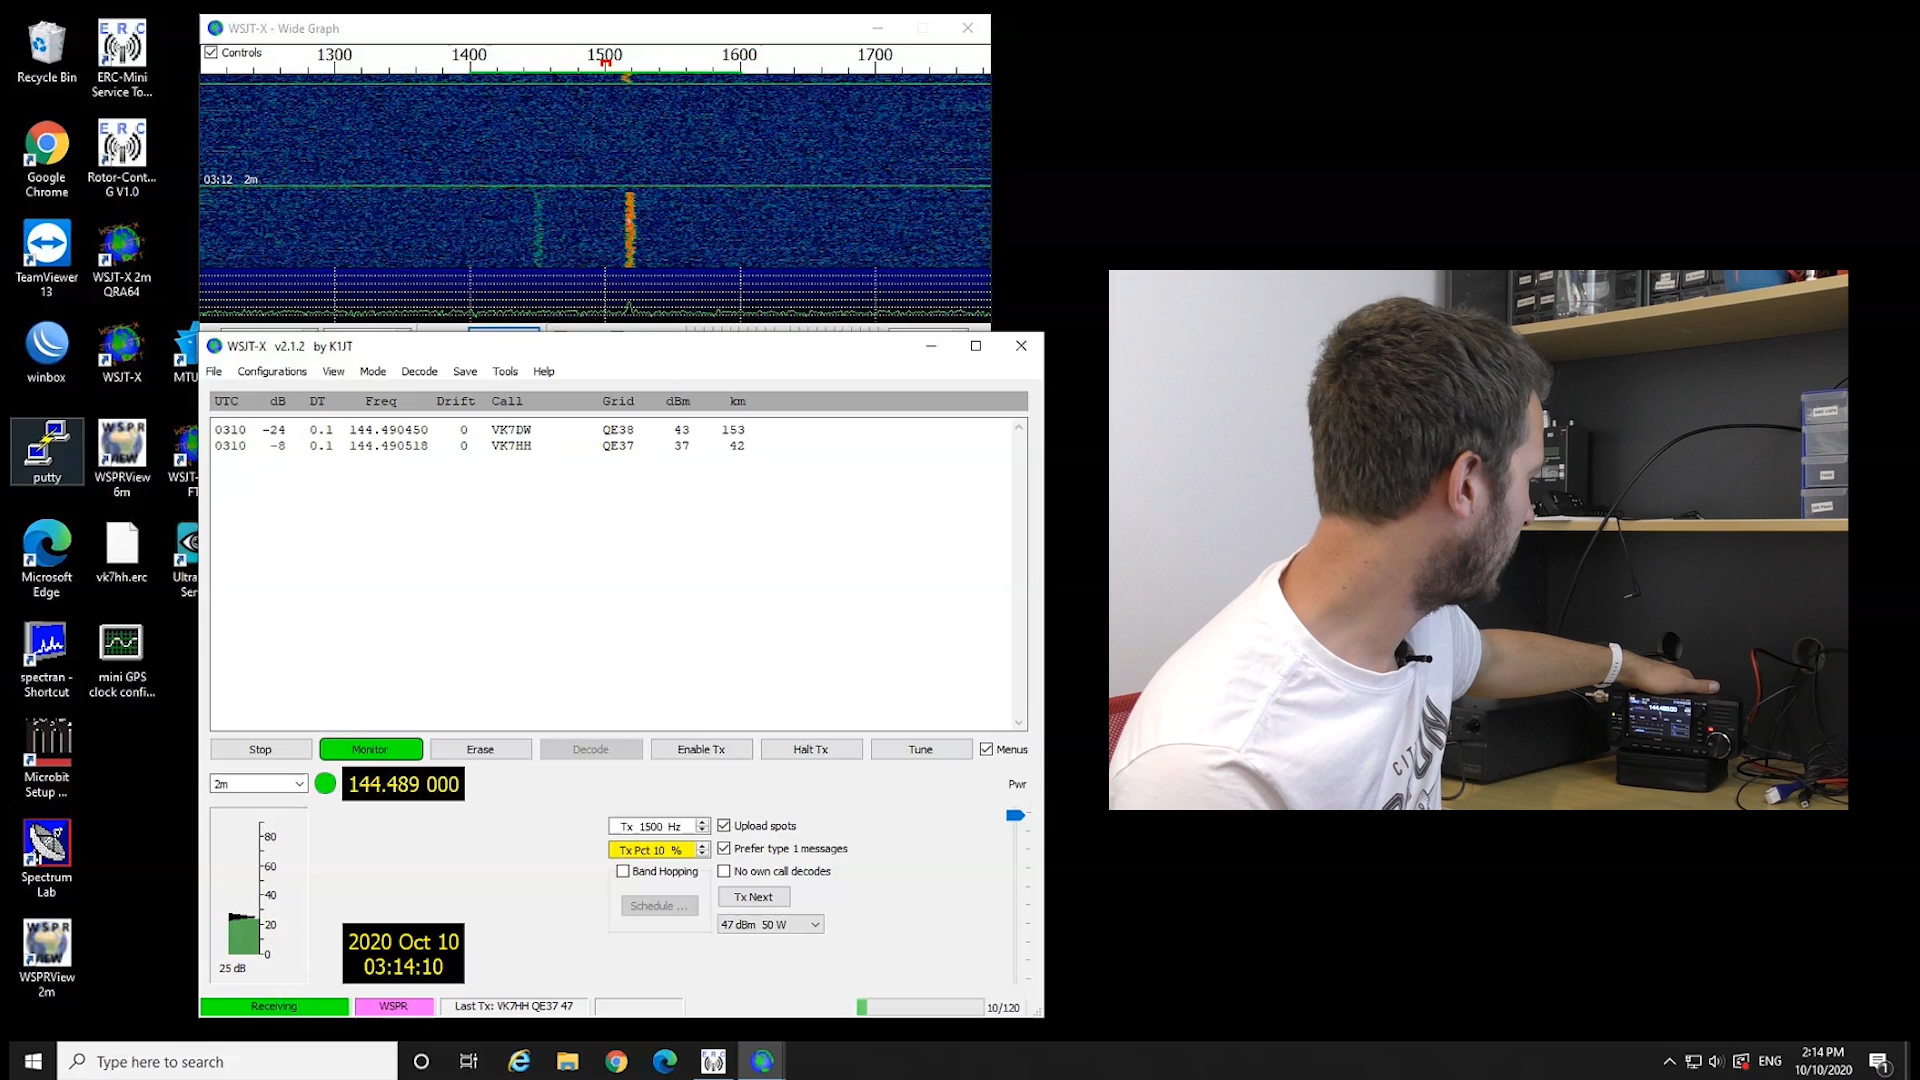 Recycle Bin
ERC-Mini
Service To...
Google
Chrome
Rotor-Cont...
G V1.0
TeamViewer
13
WSJT-X 2m
QRA64
winbox
WSJT-X
MTU
putty
WSPRView
6m
WSJT-
FT
Microsoft
Edge
vk7hh.erc
Ultra
Ser
spectran -
Shortcut
mini GPS
clock confi...
Microbit
Setup ...
Spectrum
Lab
WSPRView
2m
WSJT-X - Wide Graph
Controls
1300 1400 1500 1600 1700
03:12 2m
WSJT-X v2.1.2 by K1JT
File Configurations View Mode Decode Save Tools Help
UTC dB DT Freq Drift Call Grid dBm km
0310 -24 0.1 144.490450 0 VK7DW QE38 43 153
0310 -8 0.1 144.490518 0 VK7HH QE37 37 42
Stop Monitor Erase Decode Enable Tx Halt Tx Tune Menus
2m 144.489 000 Pwr
Tx 1500 Hz Upload spots
Tx Pct 10 % Prefer type 1 messages
Band Hopping No own call decodes
Schedule ... Tx Next
47 dBm 50 W
80
60
40
20
0
25 dB
2020 Oct 10
03:14:10
Receiving WSPR Last Tx: VK7HH QE37 47 10/120
Type here to search
ENG
2:14 PM
10/10/2020
1